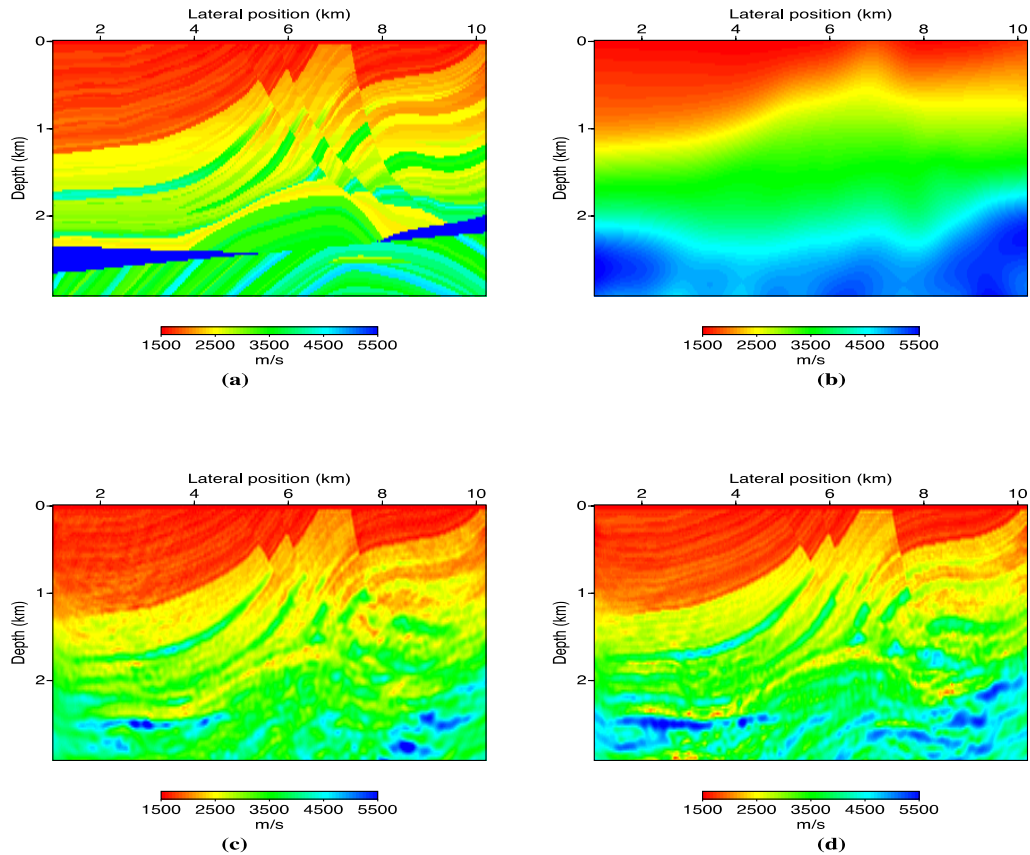 Lateral position (km)
2 4 6 8 10
0
1
2
Depth (km)
1500 2500 3500 4500 5500
m/s
(a)
Lateral position (km)
2 4 6 8 10
0
1
2
Depth (km)
1500 2500 3500 4500 5500
m/s
(b)
Lateral position (km)
2 4 6 8 10
0
1
2
Depth (km)
1500 2500 3500 4500 5500
m/s
(c)
Lateral position (km)
2 4 6 8 10
0
1
2
Depth (km)
1500 2500 3500 4500 5500
m/s
(d)